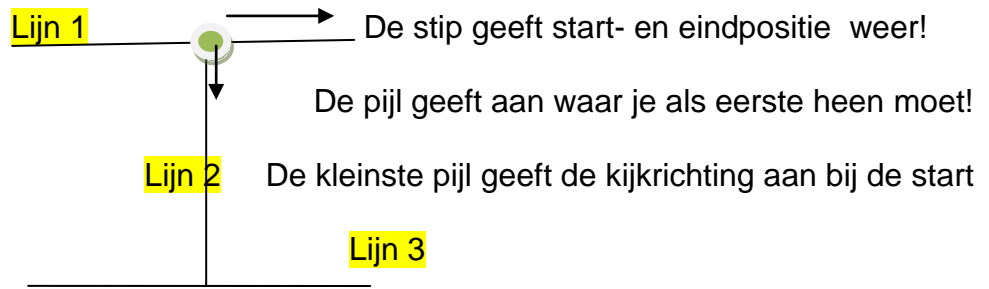 Lijn 1 De stip geeft start- en eindpositie weer!
De pijl geeft aan waar je als eerste heen moet!
Lijn 2 De kleinste pijl geeft de kijkrichting aan bij de start
Lijn 3